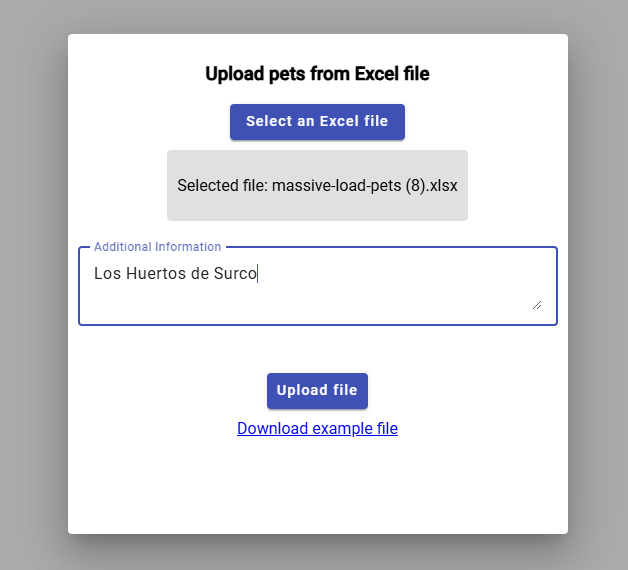 Upload pets from Excel file
Select an Excel file
Selected file: massive-load-pets (8).xlsx
Additional Information
Los Huertos de Surco
Upload file
Download example file